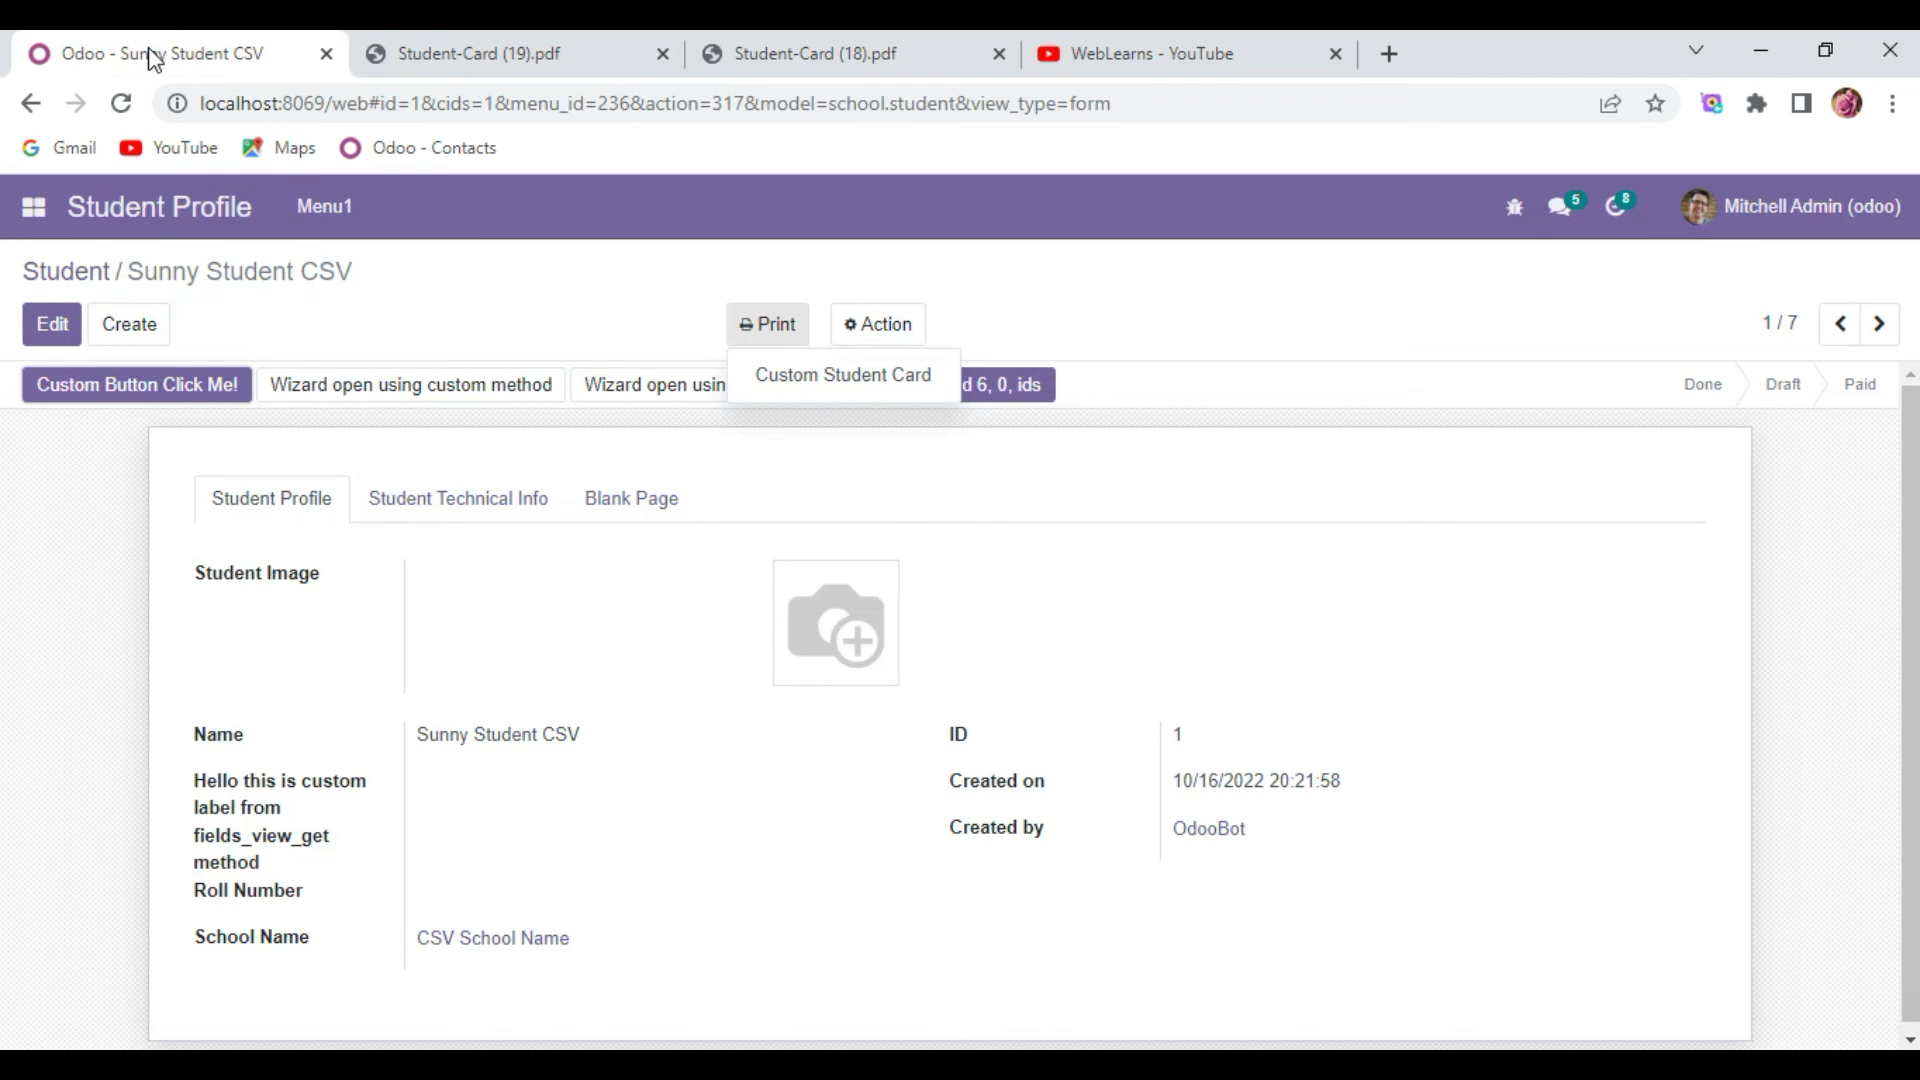 Odoo - Sunny Student CSV
Student-Card (19).pdf
Student-Card (18).pdf
WebLearns - YouTube
localhost:8069/web#id=1&cids=1&menu_id=236&action=317&model=school.student&view_type=form
Gmail
YouTube
Maps
Odoo - Contacts
Student Profile
Menu1
5
8
Mitchell Admin (odoo)
Student / Sunny Student CSV
Edit
Create
Print
Action
1 / 7
Custom Student Card
Custom Button Click Me!
Wizard open using custom method
Wizard open usin
d 6, 0, ids
Done
Draft
Paid
Student Profile
Student Technical Info
Blank Page
Student Image
Name
Sunny Student CSV
ID
1
Hello this is custom
label from
fields_view_get
method
Created on
10/16/2022 20:21:58
Created by
OdooBot
Roll Number
School Name
CSV School Name